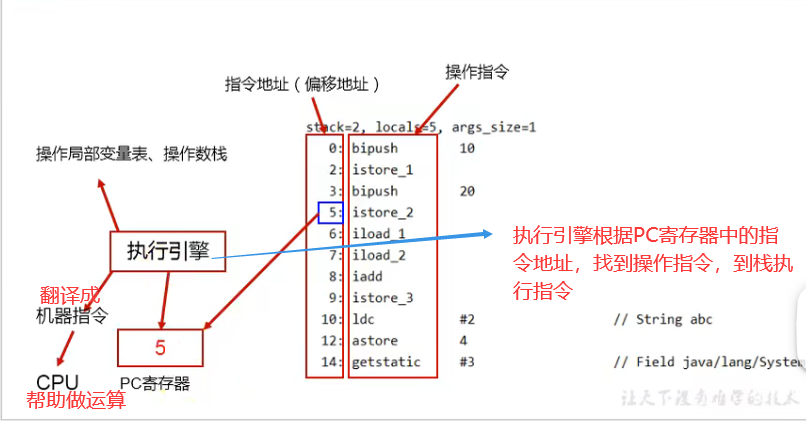 操作指令
指令地址（偏移地址）
stack=2, locals=5, args_size=1
操作局部变量表、操作数栈
0: bipush 10
2: istore_1
3: bipush 20
5: istore_2
6: iload_1
7: iload_2
8: iadd
9: istore_3
10: ldc #2 // String abc
12: astore 4
14: getstatic #3 // Field java/lang/System
执行引擎
执行引擎根据PC寄存器中的指
令地址，找到操作指令，到栈执
行指令
翻译成
机器指令
5
CPU
PC寄存器
帮助做运算
让天下没有难学的技术